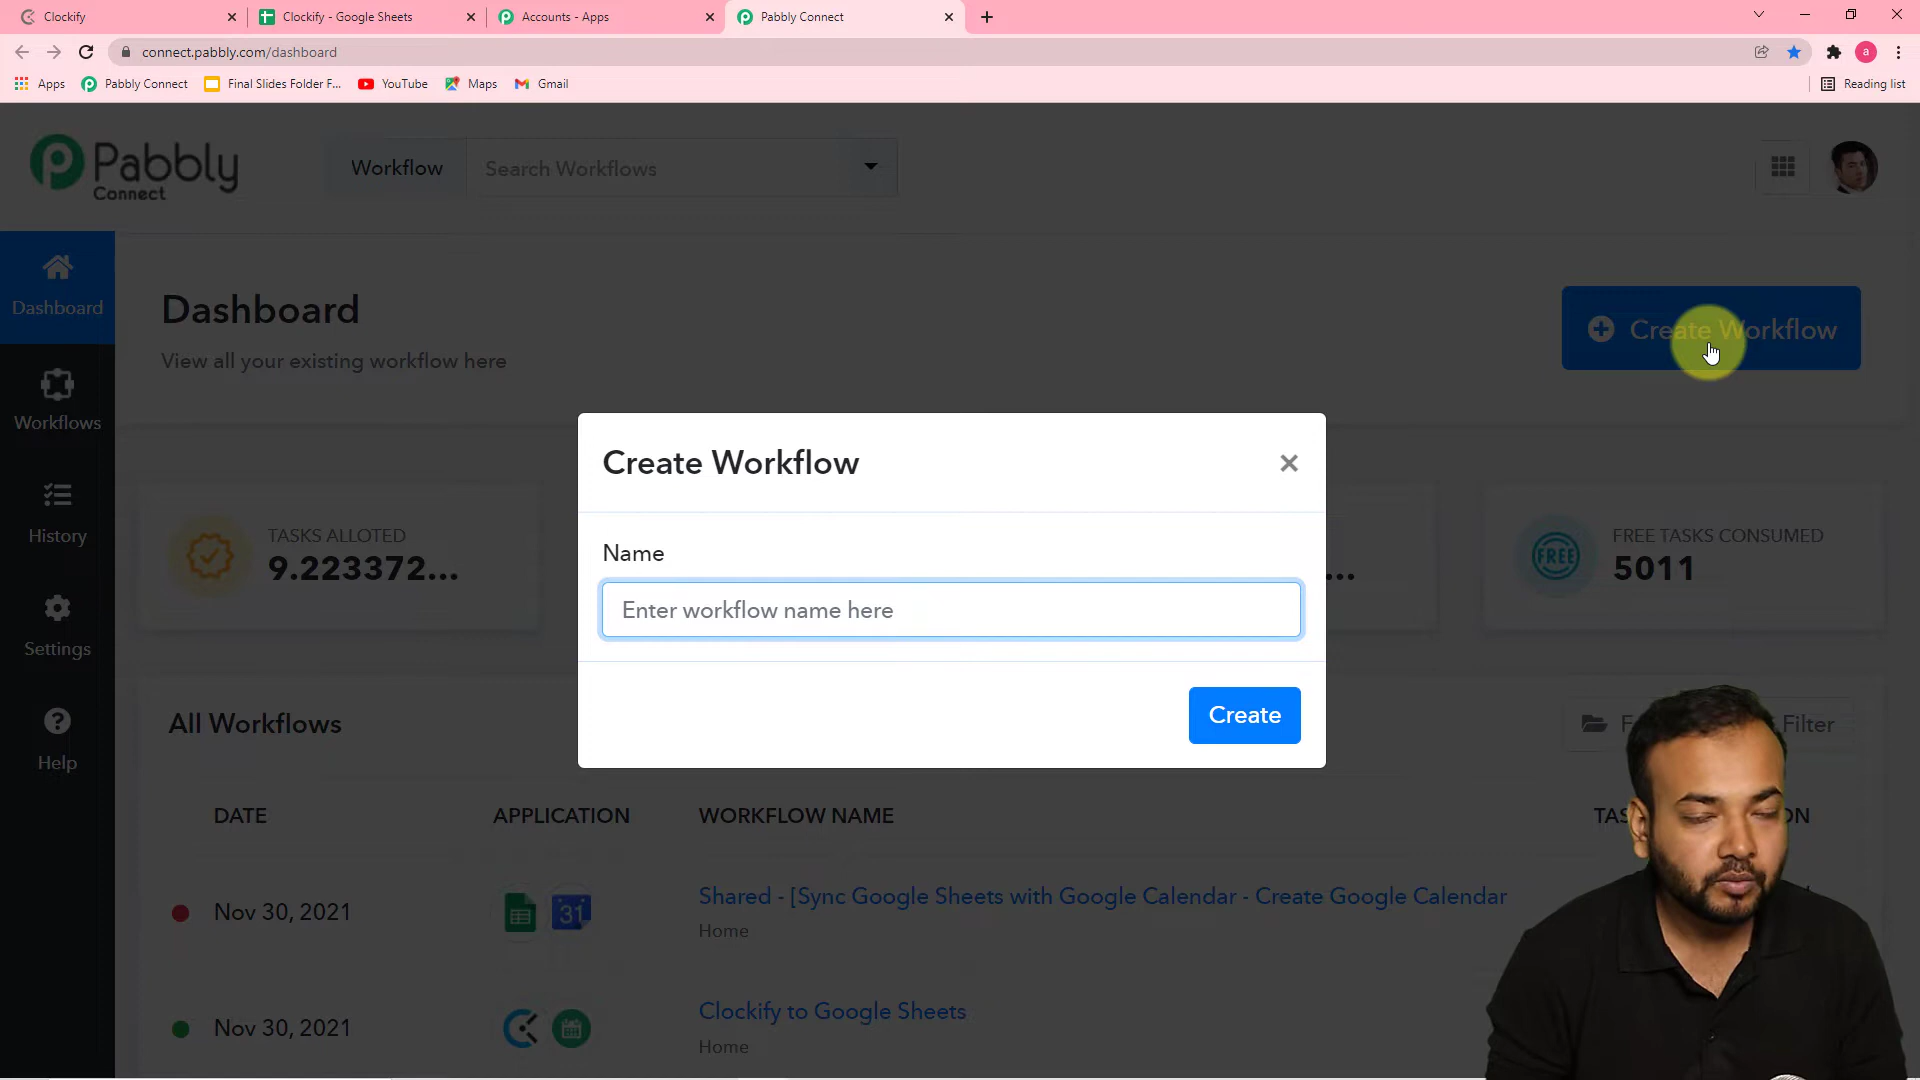 Clockify
Clockify - Google Sheets
Accounts - Apps
Pabbly Connect
connect.pabbly.com/dashboard
a
Apps
Pabbly Connect
Final Slides Folder F...
YouTube
Maps
Gmail
Reading list
Pabbly
Connect
Workflow
Search Workflows
Dashboard
Workflows
History
Settings
Help
Dashboard
View all your existing workflow here
Create Workflow
TASKS ALLOTED
9.223372...
...
FREE
FREE TASKS CONSUMED
5011
Create Workflow
Name
Enter workflow name here
Create
All Workflows
Filter
DATE
APPLICATION
WORKFLOW NAME
Nov 30, 2021
31
Shared - [Sync Google Sheets with Google Calendar - Create Google Calendar
Home
Nov 30, 2021
Clockify to Google Sheets
Home